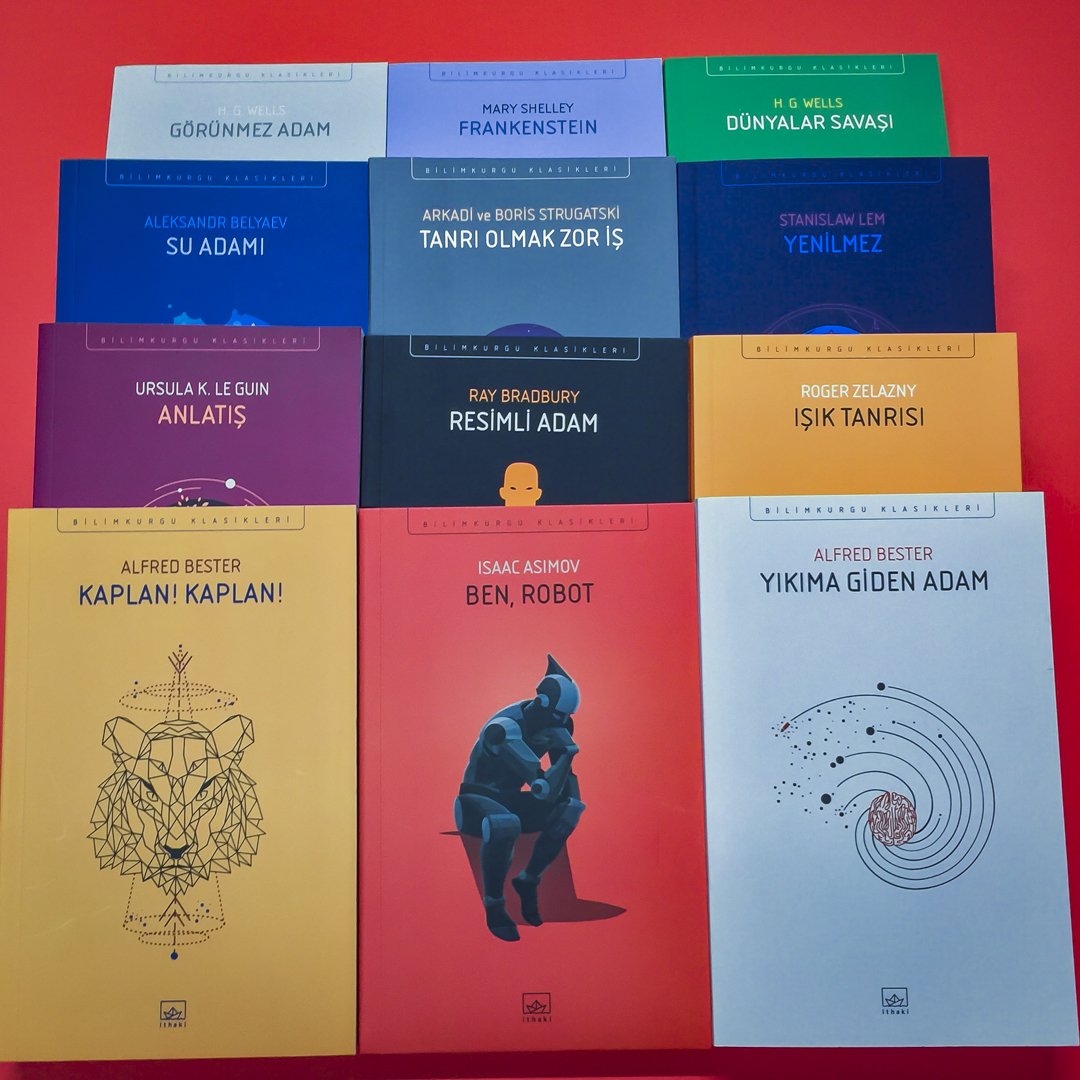 BİLİMKURGU KLASİKLERİ
H. G. WELLS
GÖRÜNMEZ ADAM
BİLİMKURGU KLASİKLERİ
MARY SHELLEY
FRANKENSTEIN
BİLİMKURGU KLASİKLERİ
H. G. WELLS
DÜNYALAR SAVAŞI
BİLİMKURGU KLASİKLERİ
ALEKSANDR BELYAEV
SU ADAMI
BİLİMKURGU KLASİKLERİ
ARKADİ ve BORİS STRUGATSKİ
TANRI OLMAK ZOR İŞ
BİLİMKURGU KLASİKLERİ
STANISLAW LEM
YENİLMEZ
BİLİMKURGU KLASİKLERİ
URSULA K. LE GUIN
ANLATIŞ
BİLİMKURGU KLASİKLERİ
RAY BRADBURY
RESİMLİ ADAM
BİLİMKURGU KLASİKLERİ
ROGER ZELAZNY
IŞIK TANRISI
BİLİMKURGU KLASİKLERİ
ALFRED BESTER
KAPLAN! KAPLAN!
ithaki
BİLİMKURGU KLASİKLERİ
ISAAC ASIMOV
BEN, ROBOT
ithaki
BİLİMKURGU KLASİKLERİ
ALFRED BESTER
YIKIMA GİDEN ADAM
ithaki